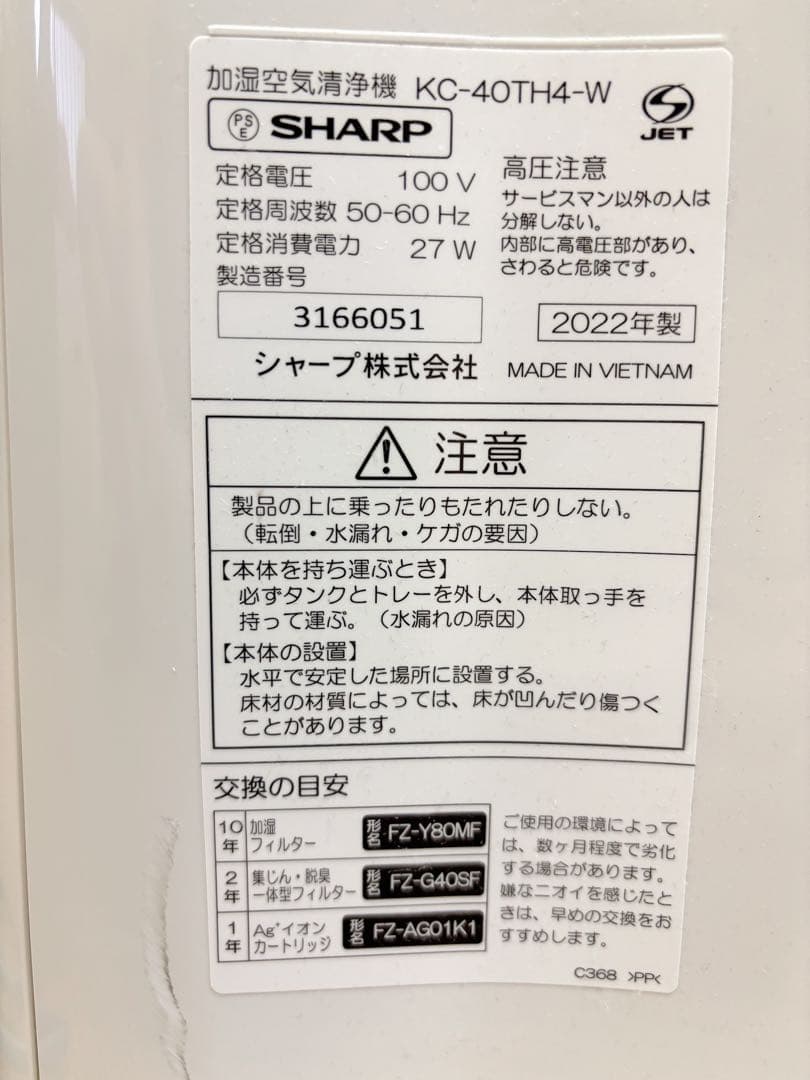 加湿空気清浄機 KC-40TH4-W
PS
E
SHARP
JET
定格電圧 100 V
定格周波数 50-60 Hz
定格消費電力 27 W
製造番号
3166051
シャープ株式会社
高圧注意
サービスマン以外の人は
分解しない。
内部に高電圧部があり、
さわると危険です。
2022年製
MADE IN VIETNAM
注意
製品の上に乗ったりもたれたりしない。
（転倒・水漏れ・ケガの要因）
【本体を持ち運ぶとき】
必ずタンクとトレーを外し、本体取っ手を
持って運ぶ。（水漏れの原因）
【本体の設置】
水平で安定した場所に設置する。
床材の材質によっては、床が凹んだり傷つく
ことがあります。
交換の目安
10年 加湿フィルター 形名 FZ-Y80MF
2年 集じん・脱臭一体型フィルター 形名 FZ-G40SF
1年 Ag⁺イオンカートリッジ 形名 FZ-AG01K1
ご使用の環境によって
は、数ヶ月程度で劣化
する場合があります。
嫌なニオイを感じたと
きは、早めの交換をお
すすめします。
C368 >PP<